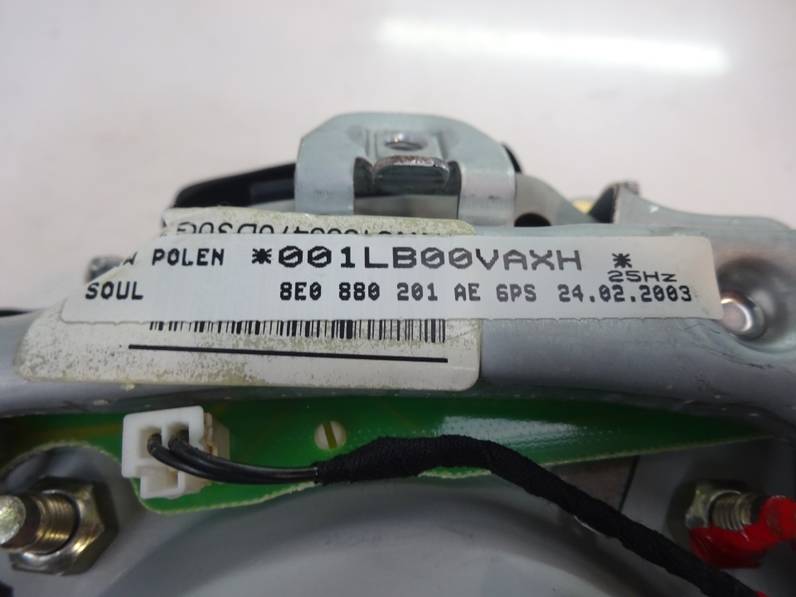 POLEN *001LB00VAXH *
25Hz
SOUL 8E0 880 201 AE 6PS 24.02.2003